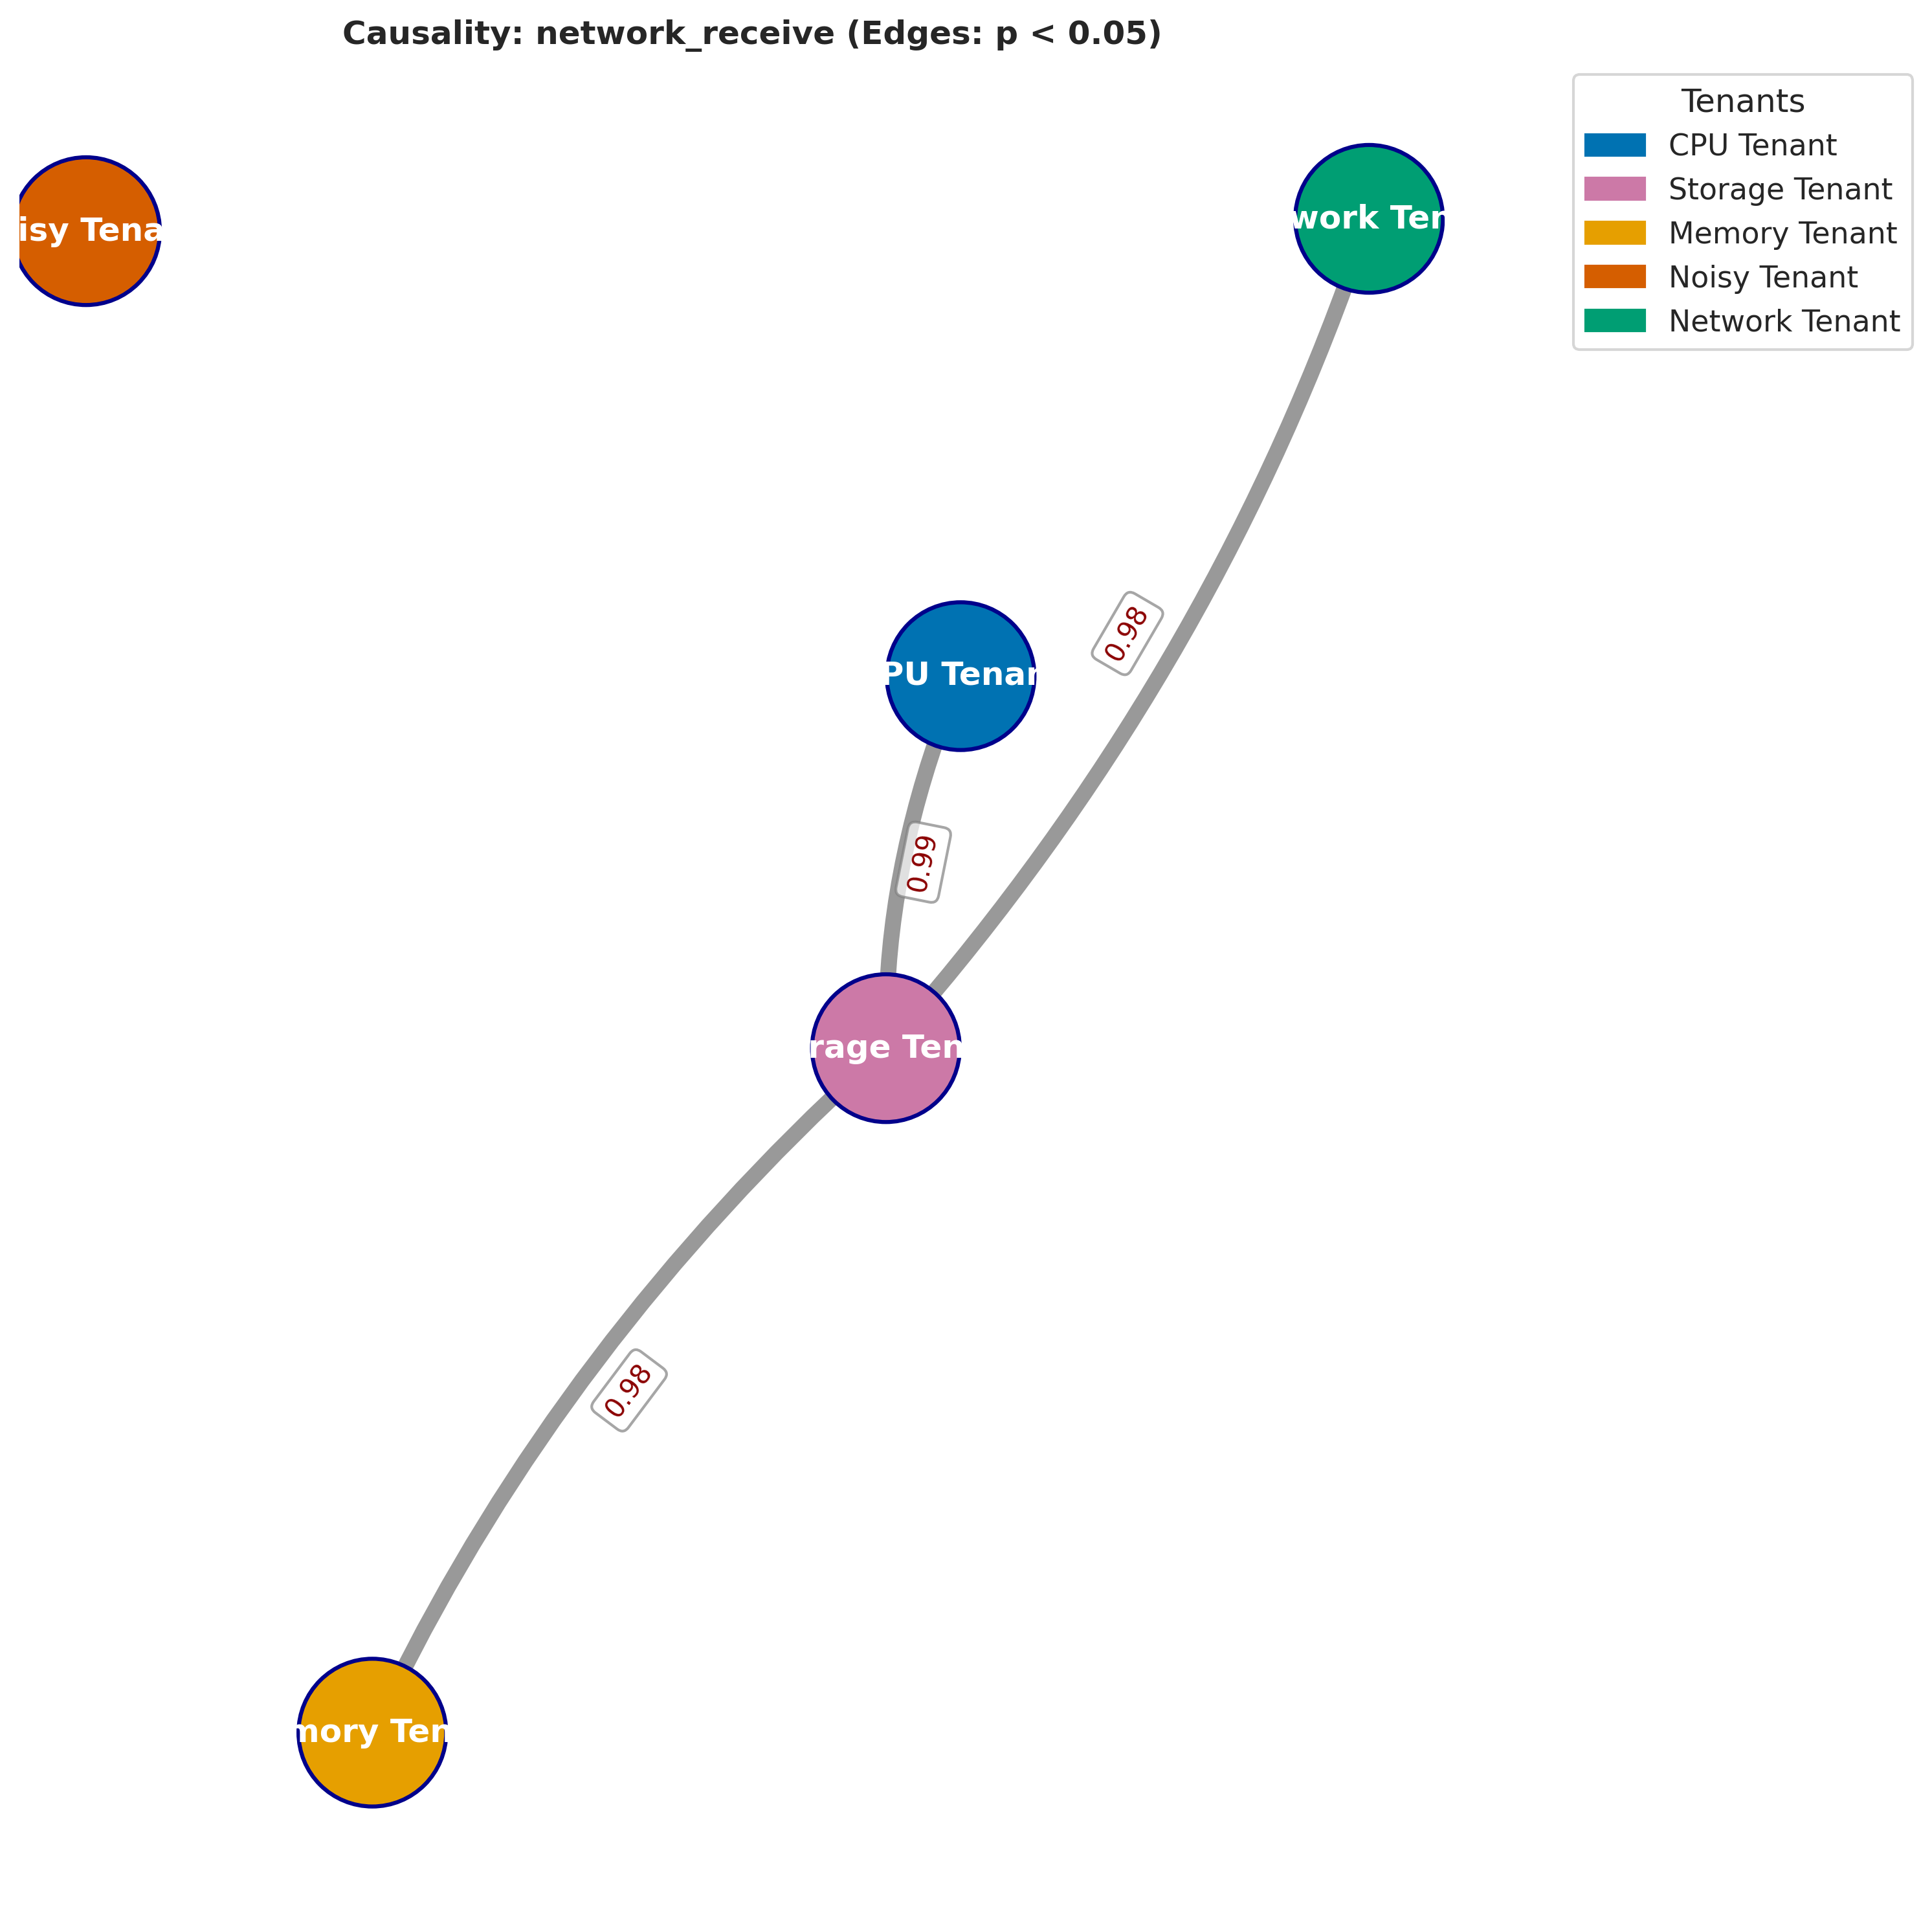 Causality: network_receive (Edges: p < 0.05)
Tenants
CPU Tenant
Storage Tenant
Memory Tenant
Noisy Tenant
Network Tenant
isy Tena
work Ten
PU Tenan
rage Ten
mory Ten
0.98
0.99
0.98